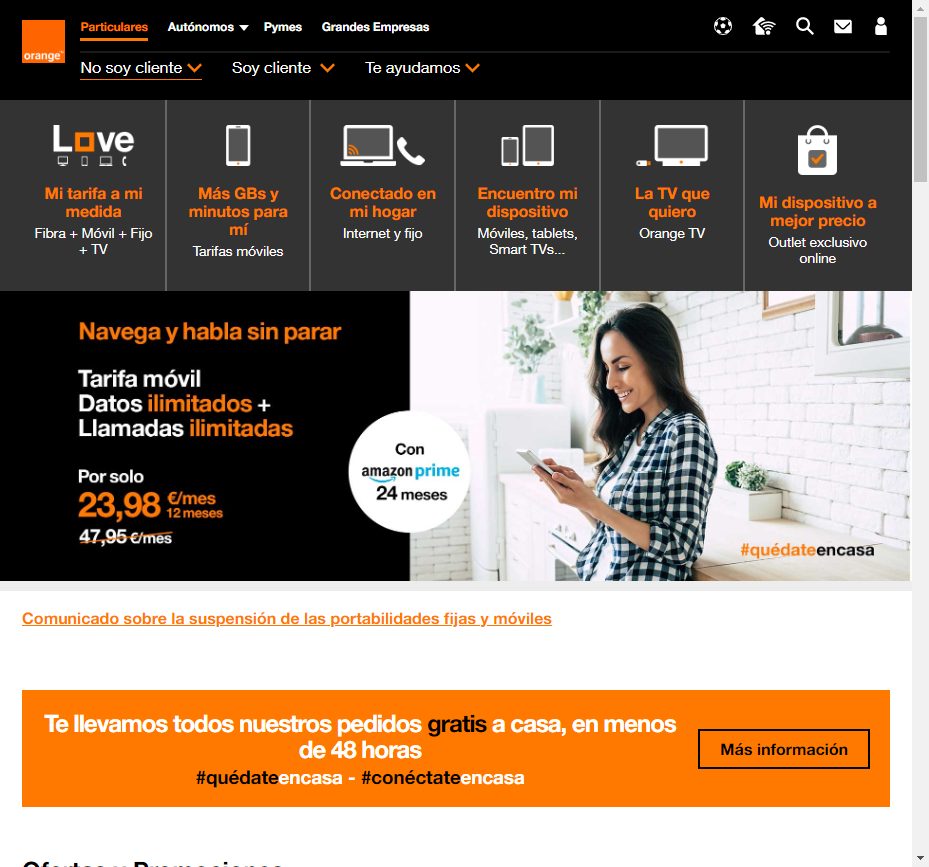 orange™
Particulares
Autónomos
Pymes
Grandes Empresas
No soy cliente
Soy cliente
Te ayudamos
Love
Mi tarifa a mi
medida
Fibra + Móvil + Fijo
+ TV
Más GBs y
minutos para
mí
Tarifas móviles
Conectado en
mi hogar
Internet y fijo
Encuentro mi
dispositivo
Móviles, tablets,
Smart TVs...
La TV que
quiero
Orange TV
Mi dispositivo a
mejor precio
Outlet exclusivo
online
Navega y habla sin parar
Tarifa móvil
Datos ilimitados +
Llamadas ilimitadas
Por solo
23,98 €/mes
12 meses
47,95 €/mes
Con
amazon prime
24 meses
#quédateencasa
Comunicado sobre la suspensión de las portabilidades fijas y móviles
Te llevamos todos nuestros pedidos gratis a casa, en menos
de 48 horas
#quédateencasa - #conéctateencasa
Más información
Ofertas y Promociones